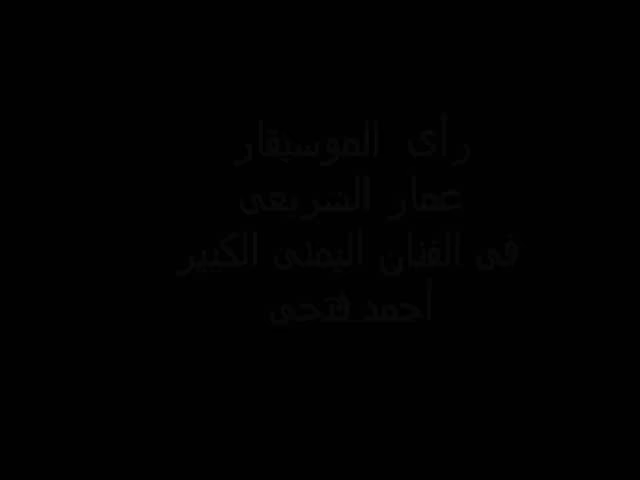 رأى الموسيقار
عمار الشريعى
فى الفنان اليمنى الكبير
أحمد فتحى